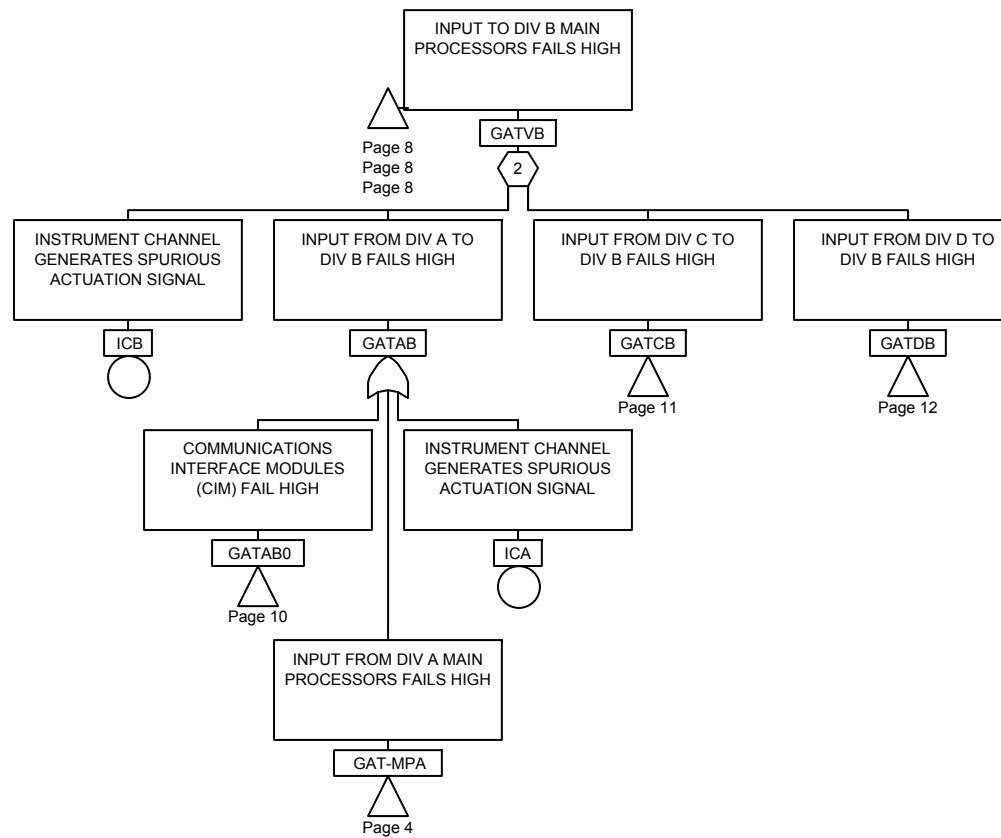 INPUT TO DIV B MAIN
PROCESSORS FAILS HIGH
GATVB
Page 8
Page 8
Page 8
2
INSTRUMENT CHANNEL
GENERATES SPURIOUS
ACTUATION SIGNAL
ICB
INPUT FROM DIV A TO
DIV B FAILS HIGH
GATAB
INPUT FROM DIV C TO
DIV B FAILS HIGH
GATCB
Page 11
INPUT FROM DIV D TO
DIV B FAILS HIGH
GATDB
Page 12
COMMUNICATIONS
INTERFACE MODULES
(CIM) FAIL HIGH
GATAB0
Page 10
INSTRUMENT CHANNEL
GENERATES SPURIOUS
ACTUATION SIGNAL
ICA
INPUT FROM DIV A MAIN
PROCESSORS FAILS HIGH
GAT-MPA
Page 4